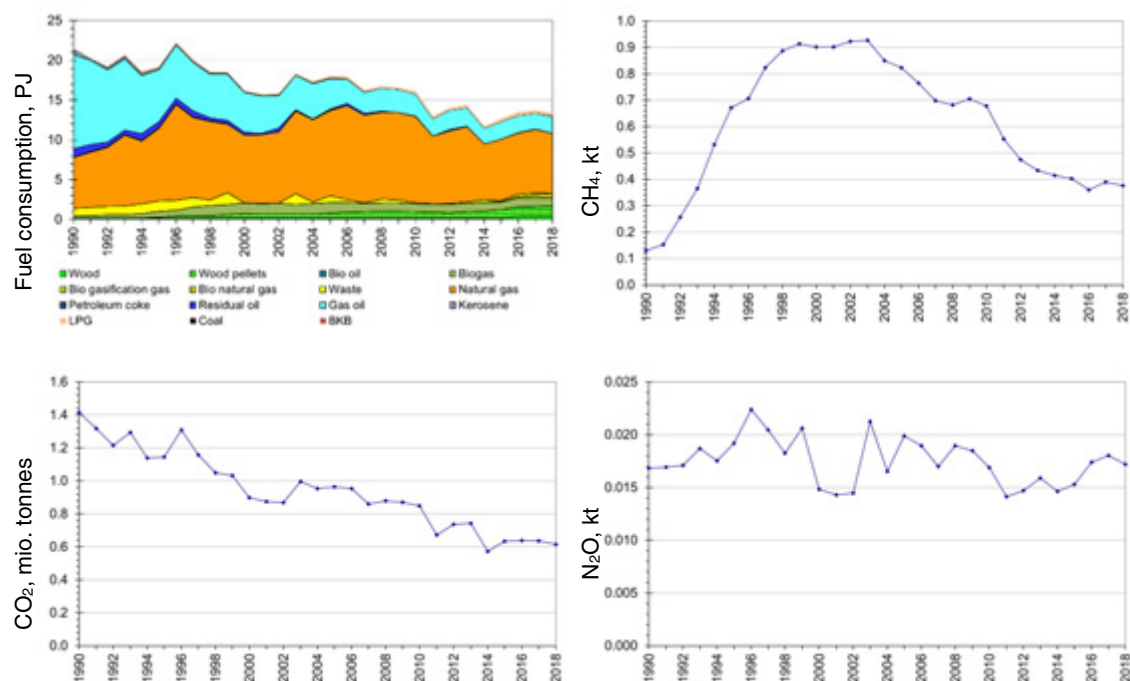 Fuel consumption, PJ
25
20
15
10
5
0
1990 1992 1994 1996 1998 2000 2002 2004 2006 2008 2010 2012 2014 2016 2018
Wood Wood pellets Bio oil Biogas
Bio gasification gas Bio natural gas Waste Natural gas
Petroleum coke Residual oil Gas oil Kerosene
LPG Coal BKB
CH₄, kt
1.0
0.9
0.8
0.7
0.6
0.5
0.4
0.3
0.2
0.1
0.0
1990 1992 1994 1996 1998 2000 2002 2004 2006 2008 2010 2012 2014 2016 2018
CO₂, mio. tonnes
1.6
1.4
1.2
1.0
0.8
0.6
0.4
0.2
0.0
1990 1992 1994 1996 1998 2000 2002 2004 2006 2008 2010 2012 2014 2016 2018
N₂O, kt
0.025
0.020
0.015
0.010
0.005
0.000
1990 1992 1994 1996 1998 2000 2002 2004 2006 2008 2010 2012 2014 2016 2018